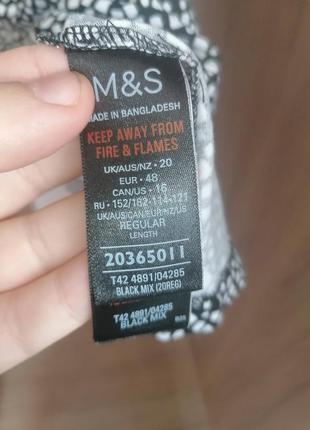 M&S
MADE IN BANGLADESH
KEEP AWAY FROM
FIRE & FLAMES
UK/AUS/NZ • 20
EUR • 48
CAN/US • 16
RU • 152/162-114-121
UK/AUS/CAN/EUR/NZ/US
REGULAR
LENGTH
20365011
T42 4891/04285
BLACK MIX (20REG)
T42 4891/04285
BLACK MIX